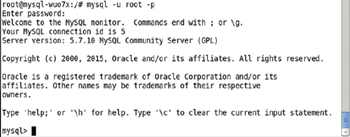 root@mysql-wuo7x:/# mysql -u root -p
Enter password:
Welcome to the MySQL monitor.  Commands end with ; or \g.
Your MySQL connection id is 5
Server version: 5.7.10 MySQL Community Server (GPL)
Copyright (c) 2000, 2015, Oracle and/or its affiliates. All rights reserved.
Oracle is a registered trademark of Oracle Corporation and/or its
affiliates. Other names may be trademarks of their respective
owners.
Type 'help;' or '\h' for help. Type '\c' to clear the current input statement.
mysql>